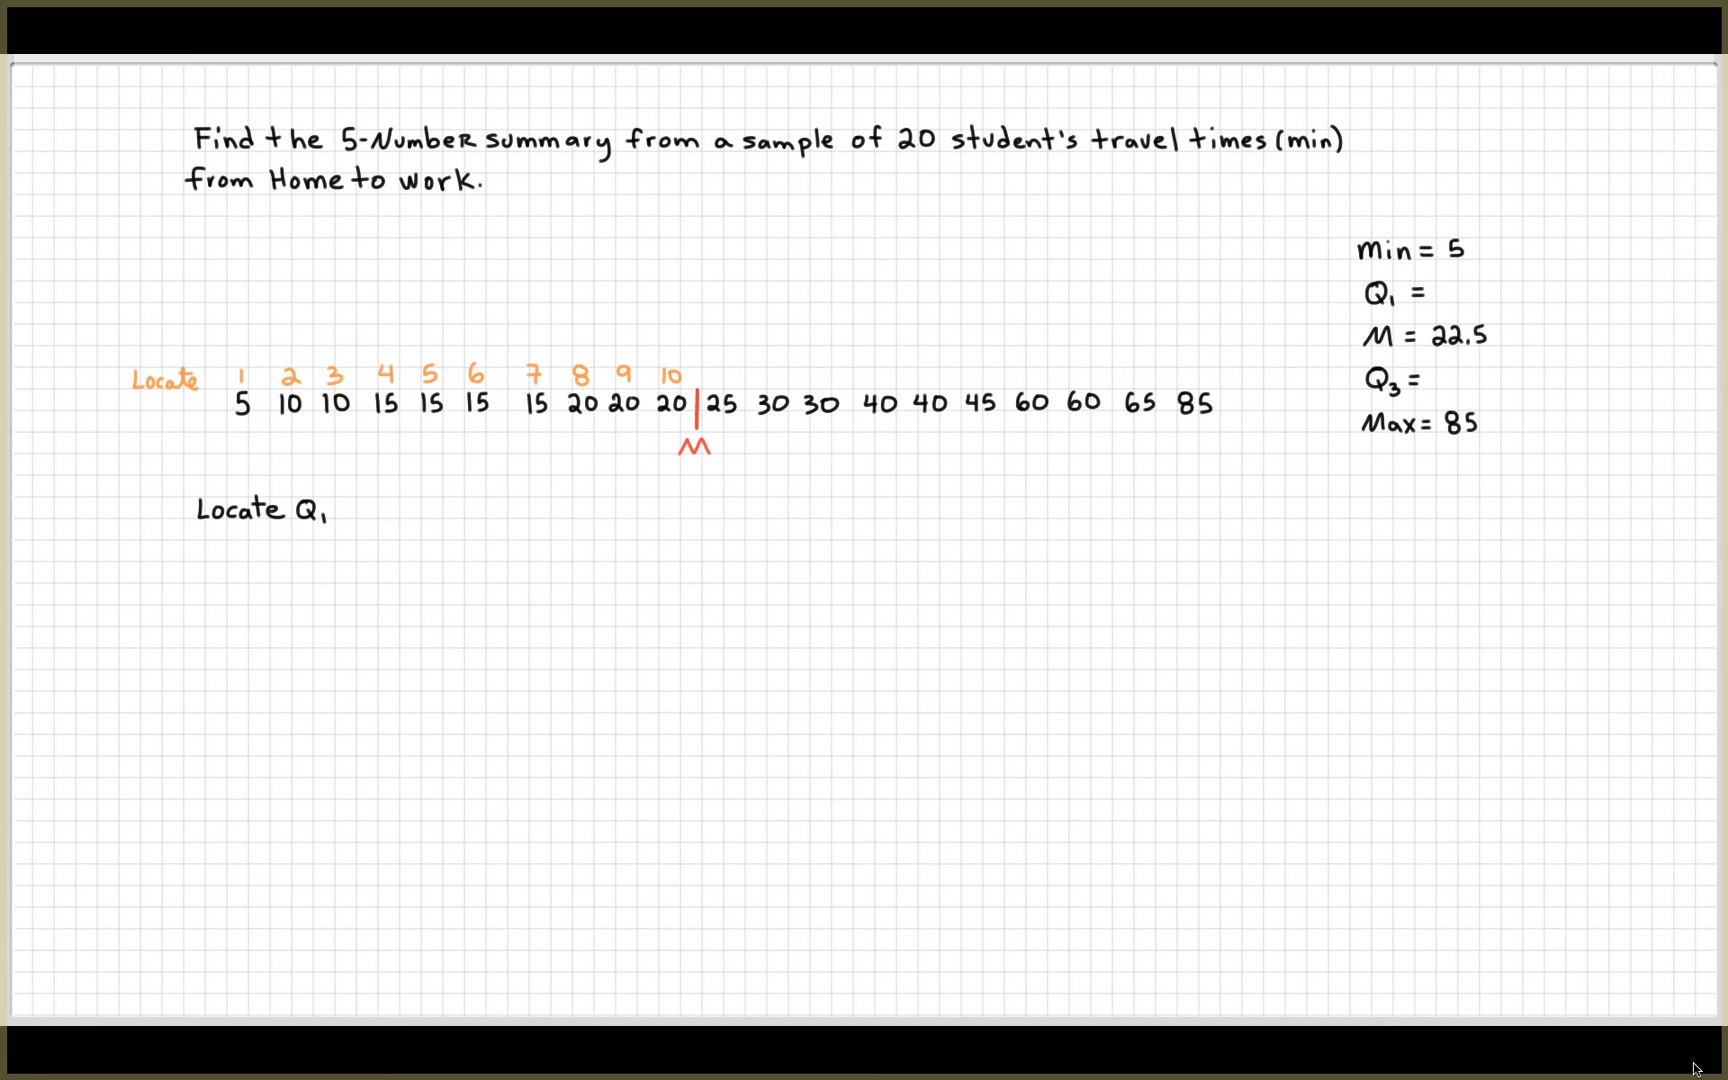 Find the 5-Number summary from a sample of 20 student's travel times (min)
from Home to work.
min = 5
Q₁ =
M = 22.5
Q₃ =
Max = 85
Locate 1 2 3 4 5 6 7 8 9 10
5 10 10 15 15 15 15 20 20 20 | 25 30 30 40 40 45 60 60 65 85
M
Locate Q₁